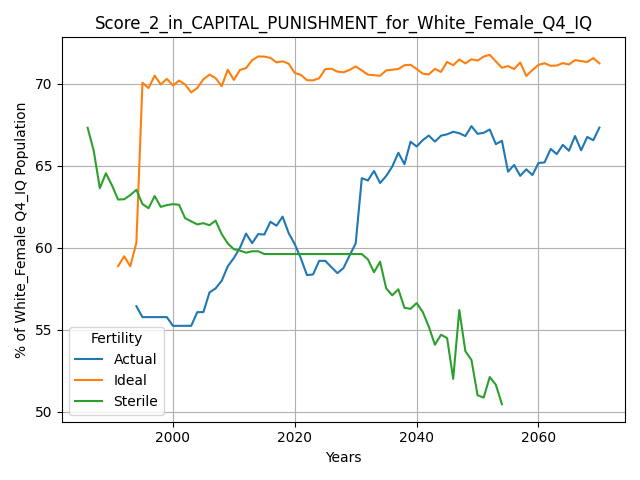 Score_2_in_CAPITAL_PUNISHMENT_for_White_Female_Q4_IQ
% of White_Female Q4_IQ Population
70
65
60
55
50
Fertility
Actual
Ideal
Sterile
2000
2020
2040
2060
Years